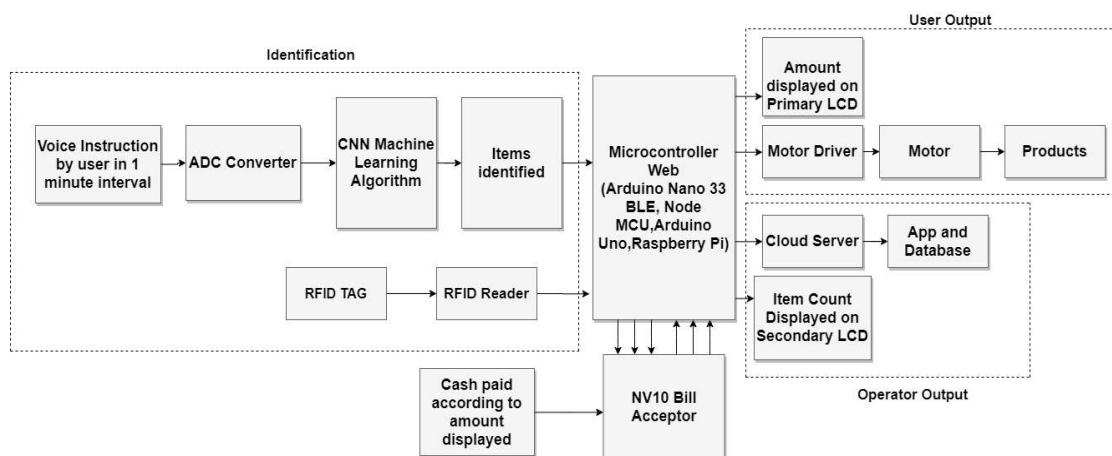 User Output
Identification
Amount
displayed on
Primary LCD
Voice Instruction
by user in 1
minute interval
ADC Converter
CNN Machine
Learning
Algorithm
Items
identified
Microcontroller
Web
(Arduino Nano 33
BLE, Node
MCU,Arduino
Uno,Raspberry Pi)
Motor Driver
Motor
Products
Cloud Server
App and
Database
RFID TAG
RFID Reader
Item Count
Displayed on
Secondary LCD
Operator Output
Cash paid
according to
amount
displayed
NV10 Bill
Acceptor